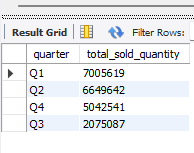 Result Grid Filter Rows:
quarter total_sold_quantity
Q1 7005619
Q2 6649642
Q4 5042541
Q3 2075087